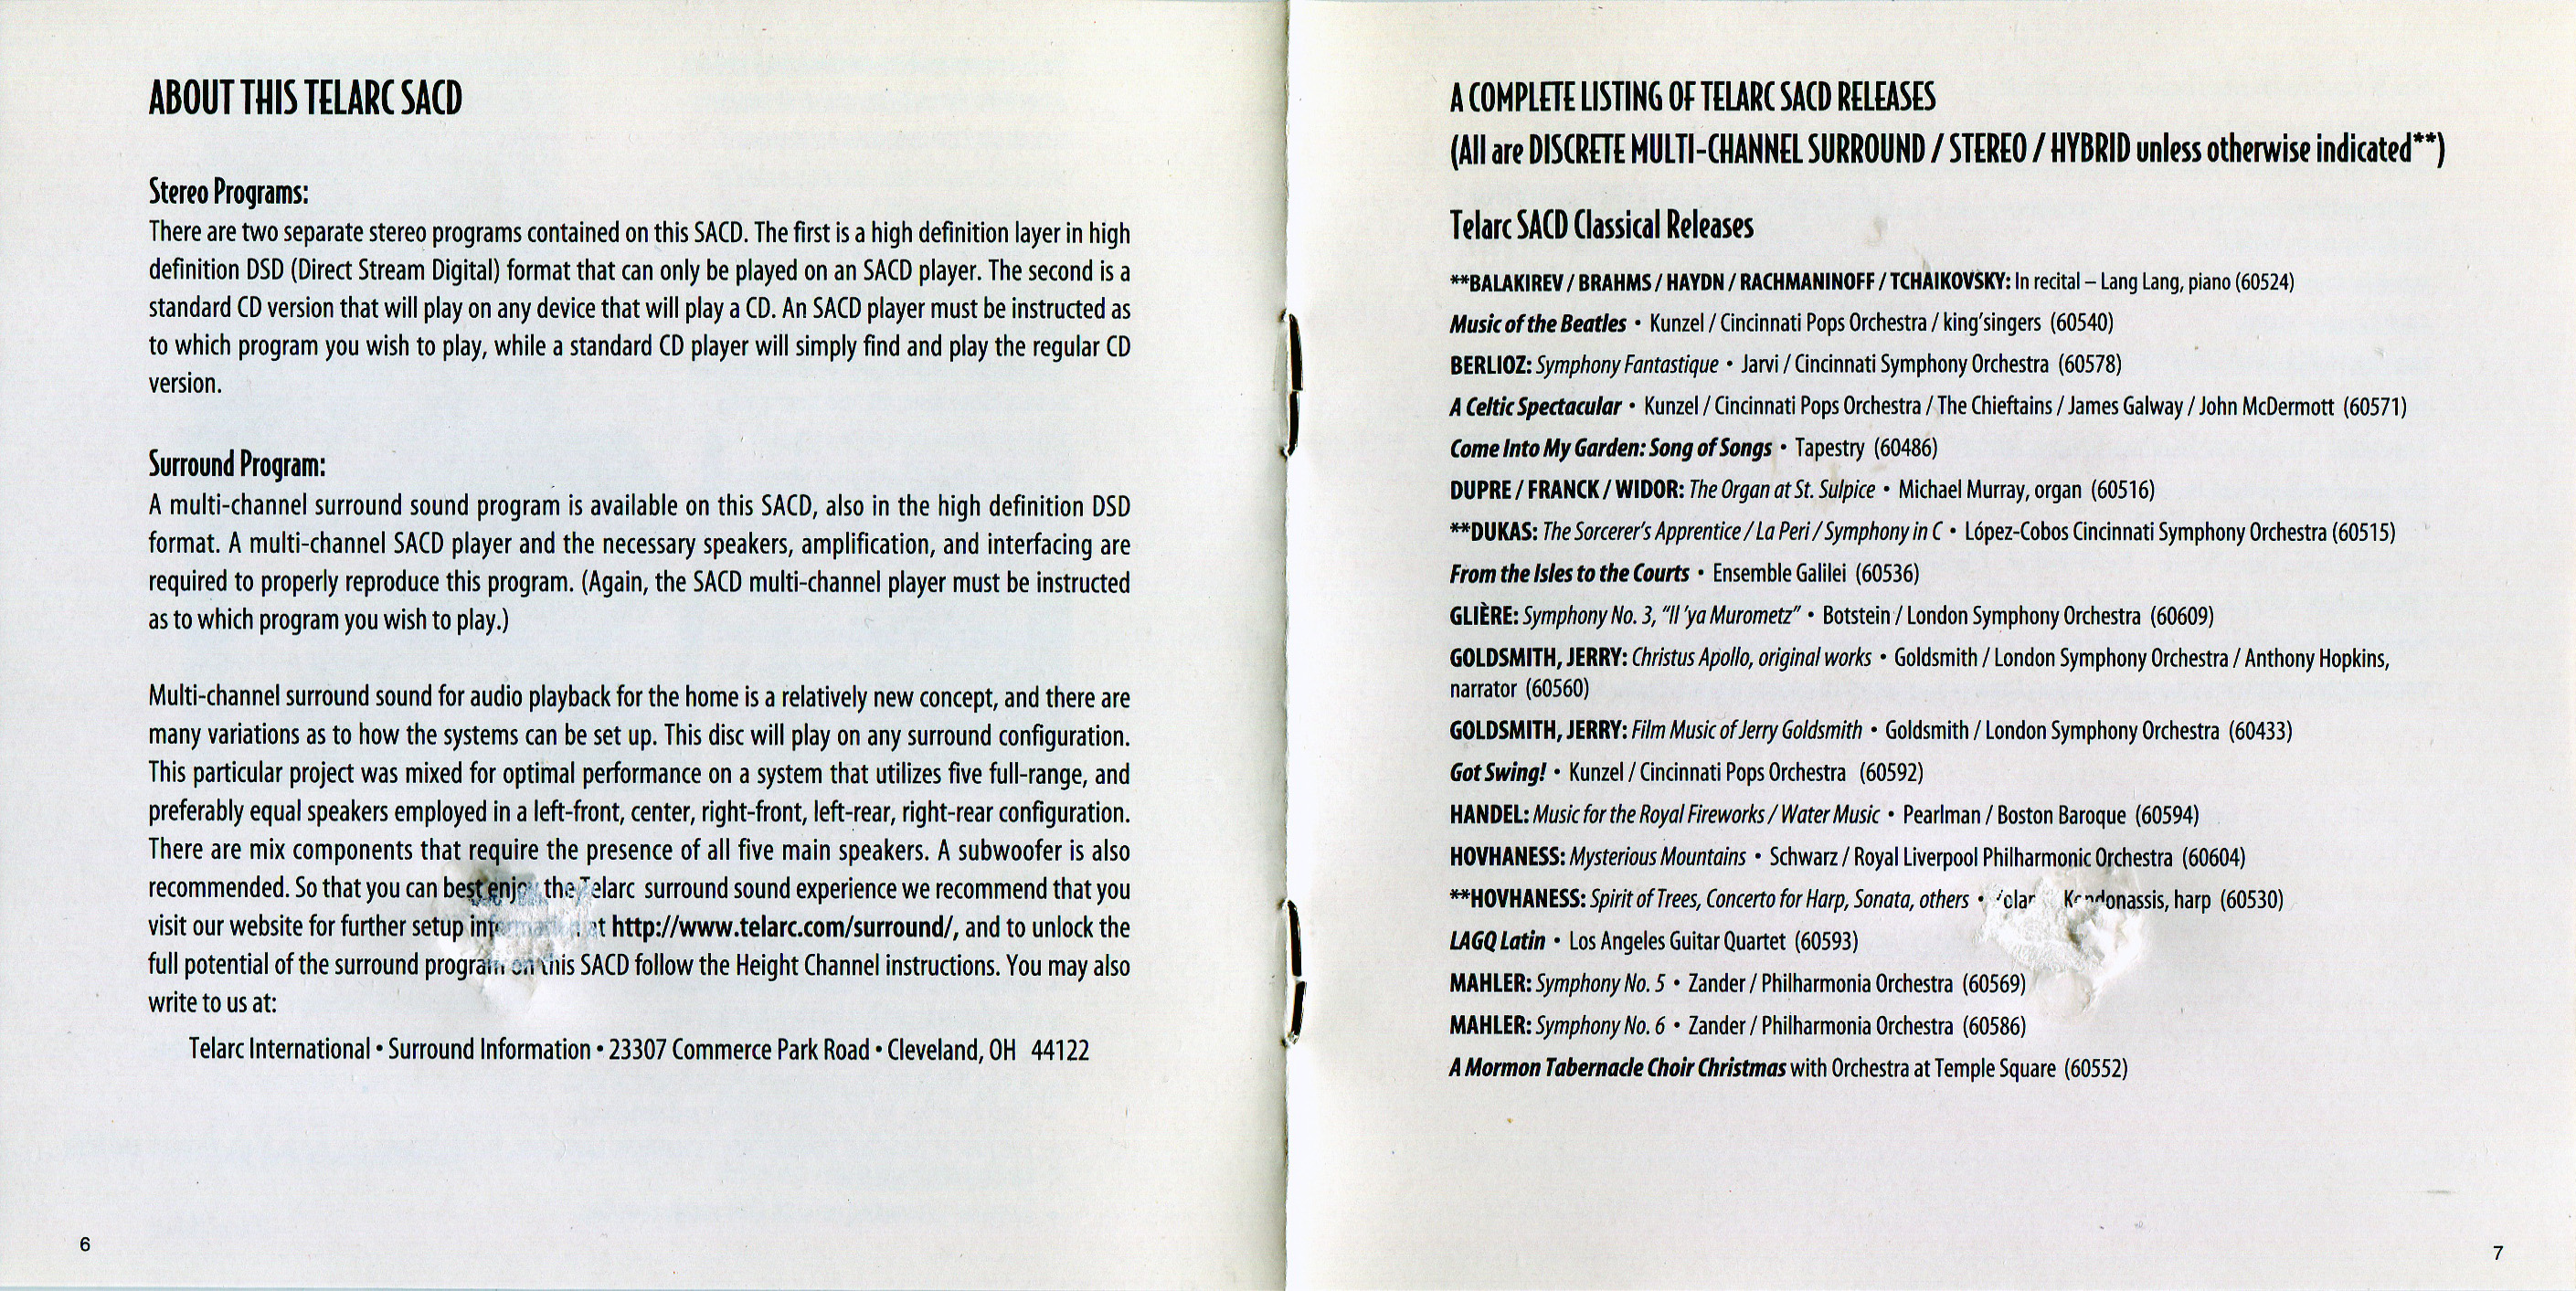 ABOUT THIS TELARC SACD
Stereo Programs:
There are two separate stereo programs contained on this SACD. The first is a high definition layer in high
definition DSD (Direct Stream Digital) format that can only be played on an SACD player. The second is a
standard CD version that will play on any device that will play a CD. An SACD player must be instructed as
to which program you wish to play, while a standard CD player will simply find and play the regular CD
version.
Surround Program:
A multi-channel surround sound program is available on this SACD, also in the high definition DSD
format. A multi-channel SACD player and the necessary speakers, amplification, and interfacing are
required to properly reproduce this program. (Again, the SACD multi-channel player must be instructed
as to which program you wish to play.)
Multi-channel surround sound for audio playback for the home is a relatively new concept, and there are
many variations as to how the systems can be set up. This disc will play on any surround configuration.
This particular project was mixed for optimal performance on a system that utilizes five full-range, and
preferably equal speakers employed in a left-front, center, right-front, left-rear, right-rear configuration.
There are mix components that require the presence of all five main speakers. A subwoofer is also
recommended. So that you can best enjoy the Telarc surround sound experience we recommend that you
visit our website for further setup http://www.telarc.com/surround/, and to unlock the
full potential of the surround program on this SACD follow the Height Channel instructions. You may also
write to us at:
Telarc International • Surround Information • 23307 Commerce Park Road • Cleveland, OH 44122
6
A COMPLETE LISTING OF TELARC SACD RELEASES
(All are DISCRETE MULTI-CHANNEL SURROUND / STEREO / HYBRID unless otherwise indicated**)
Telarc SACD Classical Releases
**BALAKIREV / BRAHMS / HAYDN / RACHMANINOFF / TCHAIKOVSKY: In recital – Lang Lang, piano (60524)
Music of the Beatles • Kunzel / Cincinnati Pops Orchestra / king'singers (60540)
BERLIOZ: Symphony Fantastique • Jarvi / Cincinnati Symphony Orchestra (60578)
A Celtic Spectacular • Kunzel / Cincinnati Pops Orchestra / The Chieftains / James Galway / John McDermott (60571)
Come Into My Garden: Song of Songs • Tapestry (60486)
DUPRE / FRANCK / WIDOR: The Organ at St. Sulpice • Michael Murray, organ (60516)
**DUKAS: The Sorcerer's Apprentice / La Peri / Symphony in C • López-Cobos Cincinnati Symphony Orchestra (60515)
From the Isles to the Courts • Ensemble Galilei (60536)
GLIÈRE: Symphony No. 3, "Il 'ya Murometz" • Botstein / London Symphony Orchestra (60609)
GOLDSMITH, JERRY: Christus Apollo, original works • Goldsmith / London Symphony Orchestra / Anthony Hopkins,
narrator (60560)
GOLDSMITH, JERRY: Film Music of Jerry Goldsmith • Goldsmith / London Symphony Orchestra (60433)
Got Swing! • Kunzel / Cincinnati Pops Orchestra (60592)
HANDEL: Music for the Royal Fireworks / Water Music • Pearlman / Boston Baroque (60594)
HOVHANESS: Mysterious Mountains • Schwarz / Royal Liverpool Philharmonic Orchestra (60604)
**HOVHANESS: Spirit of Trees, Concerto for Harp, Sonata, others • Kondonassis, harp (60530)
LAGQ Latin • Los Angeles Guitar Quartet (60593)
MAHLER: Symphony No. 5 • Zander / Philharmonia Orchestra (60569)
MAHLER: Symphony No. 6 • Zander / Philharmonia Orchestra (60586)
A Mormon Tabernacle Choir Christmas with Orchestra at Temple Square (60552)
7